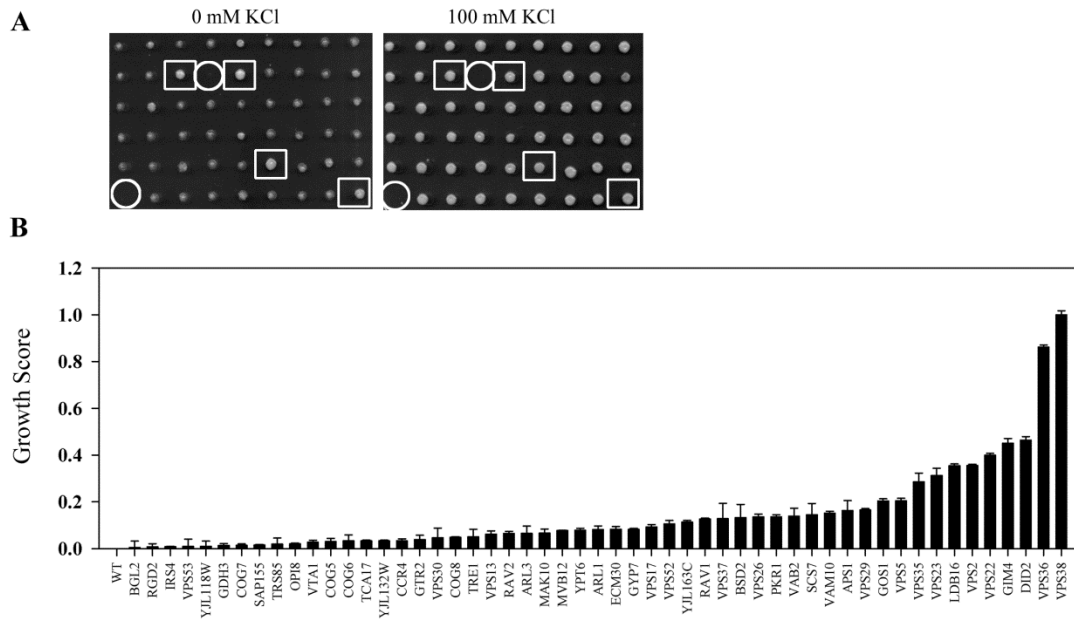 A
0 mM KCl
100 mM KCl
B
Growth Score
1.2
1.0
0.8
0.6
0.4
0.2
0.0
WT
BGL2
RGD2
IRS4
VPS53
YJL118W
GDH3
COG7
SAP155
TRS85
OPI8
VTA1
COG5
COG6
TCA17
YJL132W
CCR4
GTR2
VPS30
COG8
TRE1
VPS13
RAV2
ARL3
MAK10
MVB12
YPT6
ARL1
ECM30
GYP7
VPS17
VPS52
YJL163C
RAV1
VPS37
BSD2
VPS26
PKR1
VAB2
SCS7
VAM10
APS1
VPS29
GOS1
VPS5
VPS35
VPS23
LDB16
VPS2
VPS22
GIM4
DID2
VPS36
VPS38